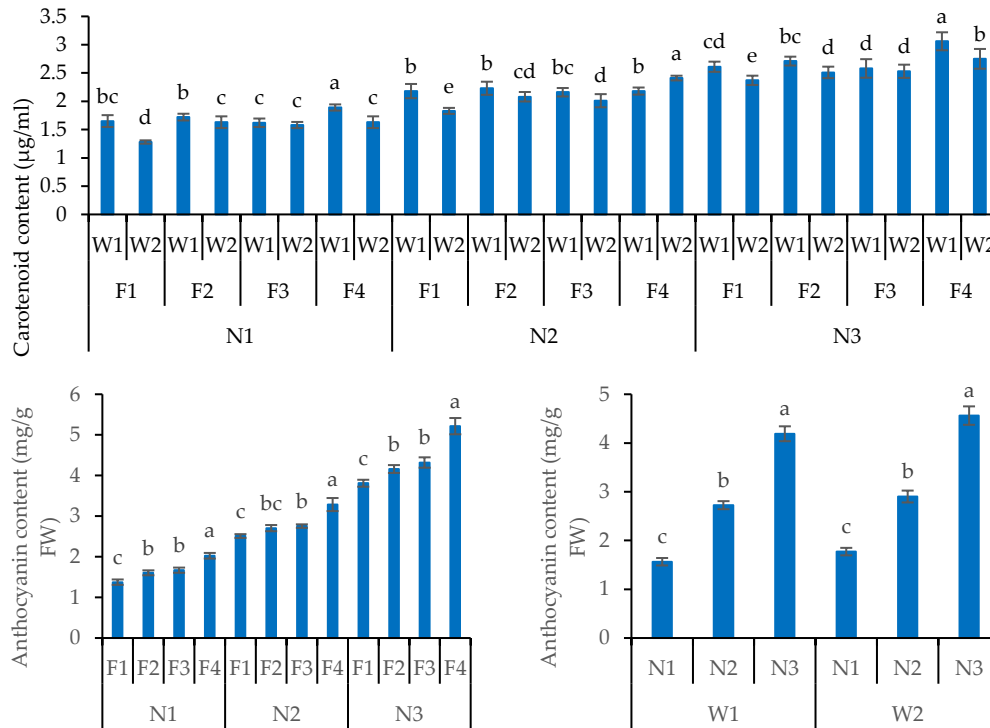 Carotenoid content (µg/ml)
3.5
3
2.5
2
1.5
1
0.5
0
bc d b c c c a c b e b cd bc d b a cd e bc d d d a b
W1 W2 W1 W2 W1 W2 W1 W2 W1 W2 W1 W2 W1 W2 W1 W2 W1 W2 W1 W2 W1 W2 W1 W2
F1 F2 F3 F4 F1 F2 F3 F4 F1 F2 F3 F4
N1 N2 N3
Anthocyanin content (mg/g
FW)
6
5
4
3
2
1
0
c b b a c bc b a c b b a
F1 F2 F3 F4 F1 F2 F3 F4 F1 F2 F3 F4
N1 N2 N3
Anthocyanin content (mg/g
FW)
5
4
3
2
1
0
c b a c b a
N1 N2 N3 N1 N2 N3
W1 W2